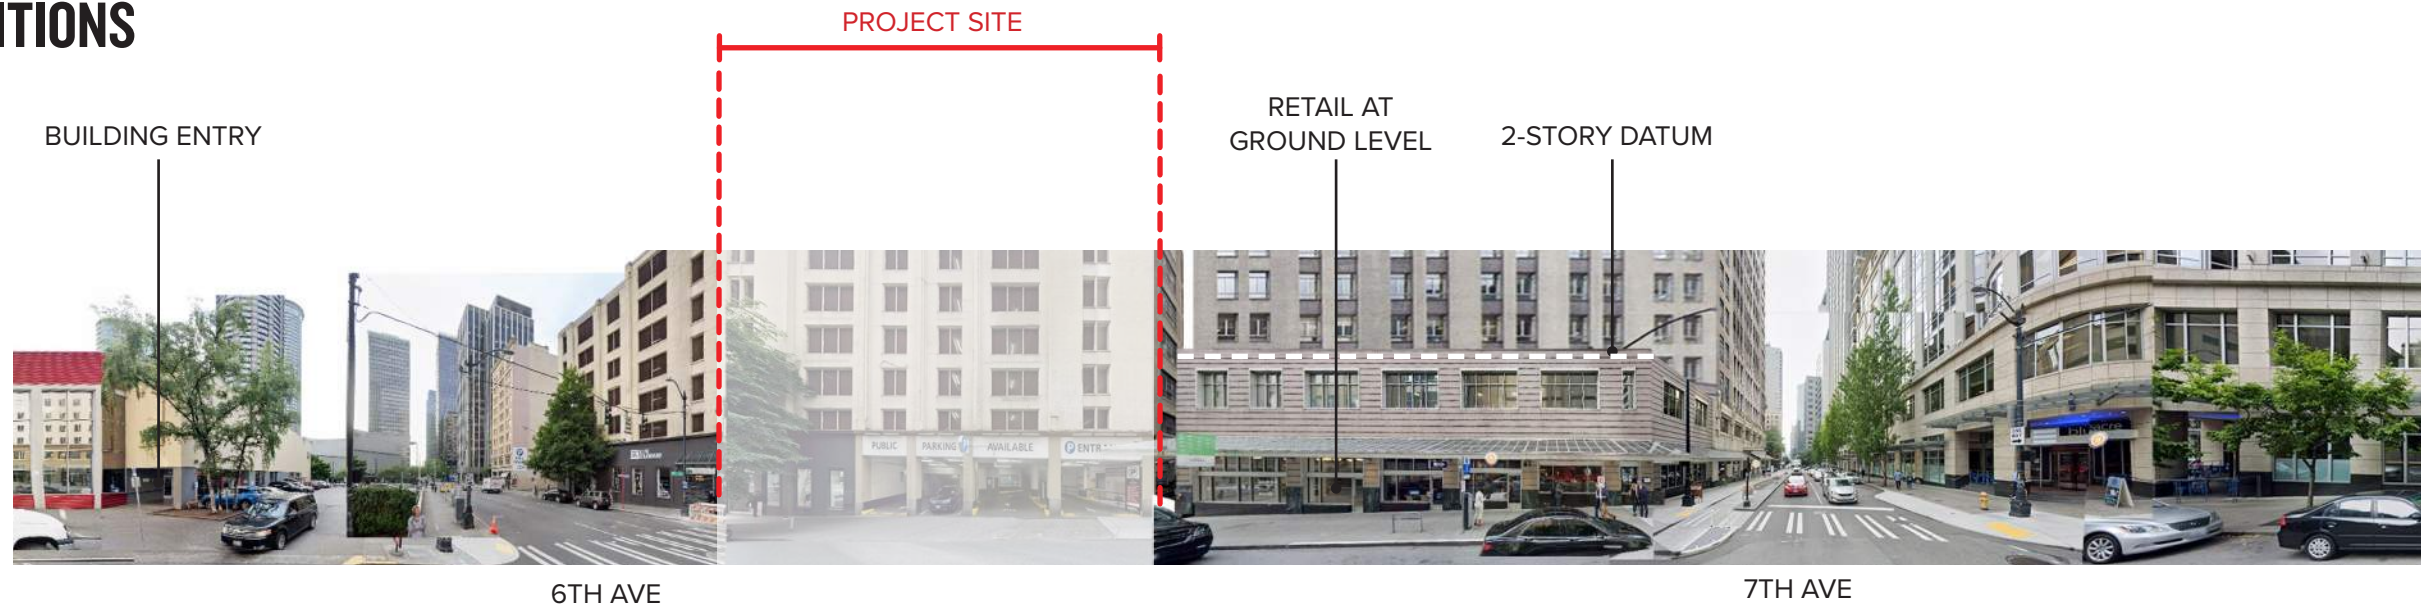 ITIONS
PROJECT SITE
BUILDING ENTRY
RETAIL AT
GROUND LEVEL
2-STORY DATUM
PUBLIC
PARKING
AVAILABLE
P
6TH AVE
7TH AVE